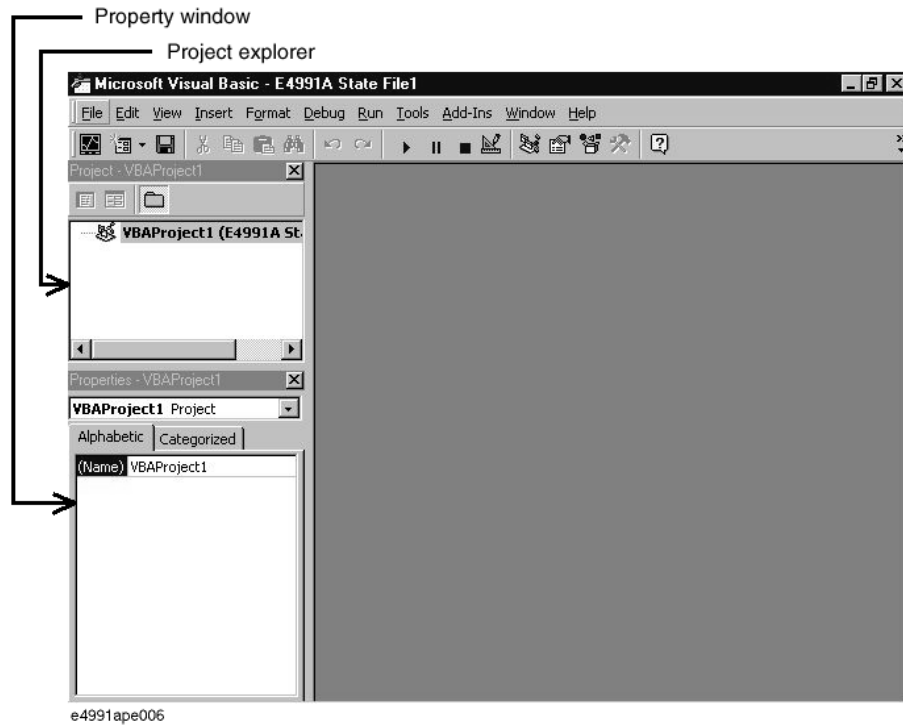 Property window
Project explorer
Microsoft Visual Basic - E4991A State File1
File Edit View Insert Format Debug Run Tools Add-Ins Window Help
Project - VBAProject1
VBAProject1 (E4991A St
Properties - VBAProject1
VBAProject1 Project
Alphabetic Categorized
(Name) VBAProject1
e4991ape006